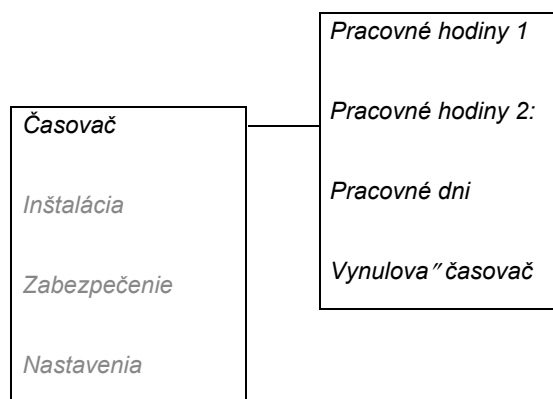 Časovač
Inštalácia
Zabezpečenie
Nastavenia
Pracovné hodiny 1
Pracovné hodiny 2:
Pracovné dni
Vynulova″ časovač